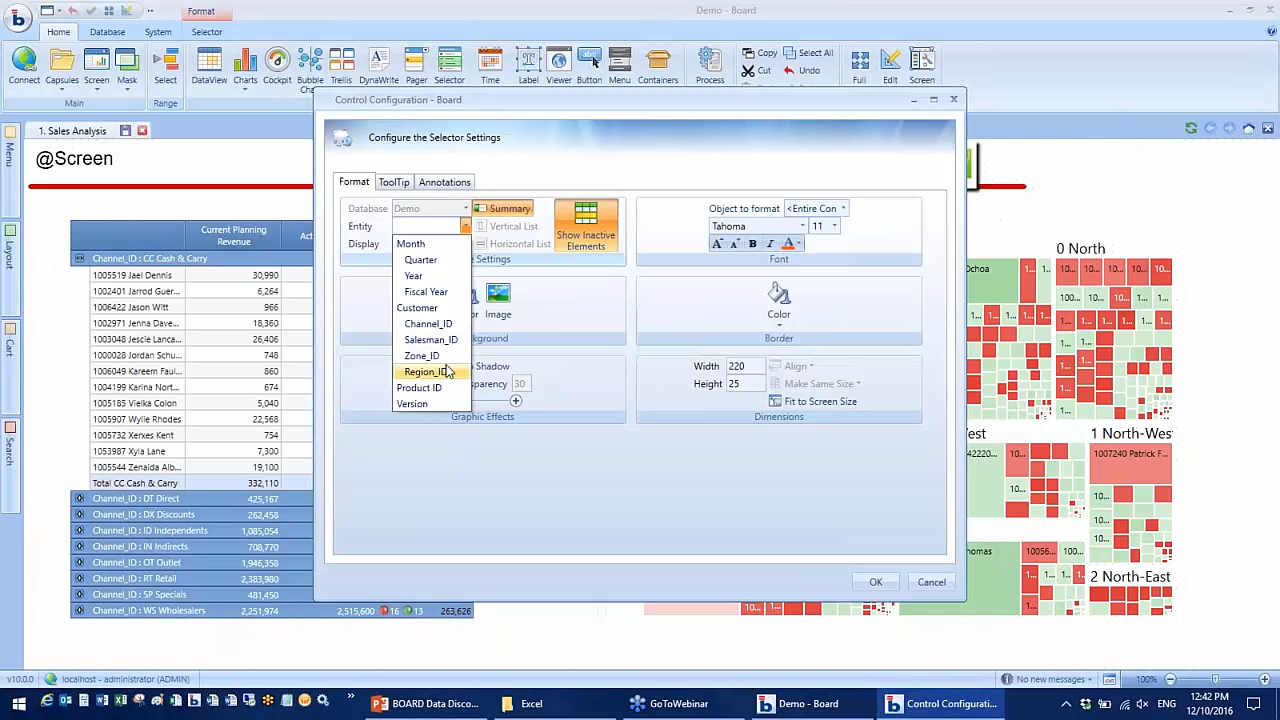 Format
Demo - Board
Home
Database
System
Selector
Connect
Capsules
Screen
Mask
Select
DataView
Charts
Cockpit
Bubble
Trellis
DynaWrite
Pager
Selector
Time
Label
Viewer
Button
Menu
Containers
Process
Copy
Select All
Cut
Undo
Full
Edit
Screen
Main
Range
Control Configuration - Board
1. Sales Analysis
Menu
Layout
Cart
Search
@Screen
Configure the Selector Settings
Format
ToolTip
Annotations
Database
Demo
Summary
Entity
Vertical List
Display
Horizontal List
Show Inactive
Elements
Settings
Object to format
<Entire Con
Tahoma
11
Font
Month
Quarter
Year
Fiscal Year
Customer
Channel_ID
Salesman_ID
Zone_ID
Region_ID
Product ID
Version
Image
Color
Border
Shadow
30
Graphic Effects
Width
220
Align
Height
25
Make Same Size
Fit to Screen Size
Dimensions
OK
Cancel
Current Planning
Revenue
Channel_ID : CC Cash & Carry
1005519 Jael Dennis 30,990
1002401 Jarrod Guer... 6,264
1006422 Jason Witt 966
1002971 Jenna Dave... 18,360
1003048 Jescie Lanca... 26,406
1000028 Jordan Schu... 748
1006049 Kareem Faul... 860
1004199 Karina Nort... 674
1005185 Vielka Colon 5,040
1005907 Wylie Rhodes 22,568
1005732 Xerxes Kent 754
1053987 Xyla Lane 7,300
1005544 Zenaida Alb... 19,100
Total CC Cash & Carry 332,110
Channel_ID : DT Direct 425,167
Channel_ID : DX Discounts 262,458
Channel_ID : ID Independents 1,085,054
Channel_ID : IN Indirects 708,770
Channel_ID : OT Outlet 1,946,358
Channel_ID : RT Retail 2,383,980
Channel_ID : SP Specials 481,450
Channel_ID : WS Wholesalers 2,251,974 2,515,600 16 13 263,626
0 North
1 North-West
1007240 Patrick F...
2 North-East
v10.0.0
localhost - administrator (ADMIN)
No new messages
100%
BOARD Data Disco...
Excel
GoToWebinar
Demo - Board
Control Configuration...
12:42 PM
12/10/2016